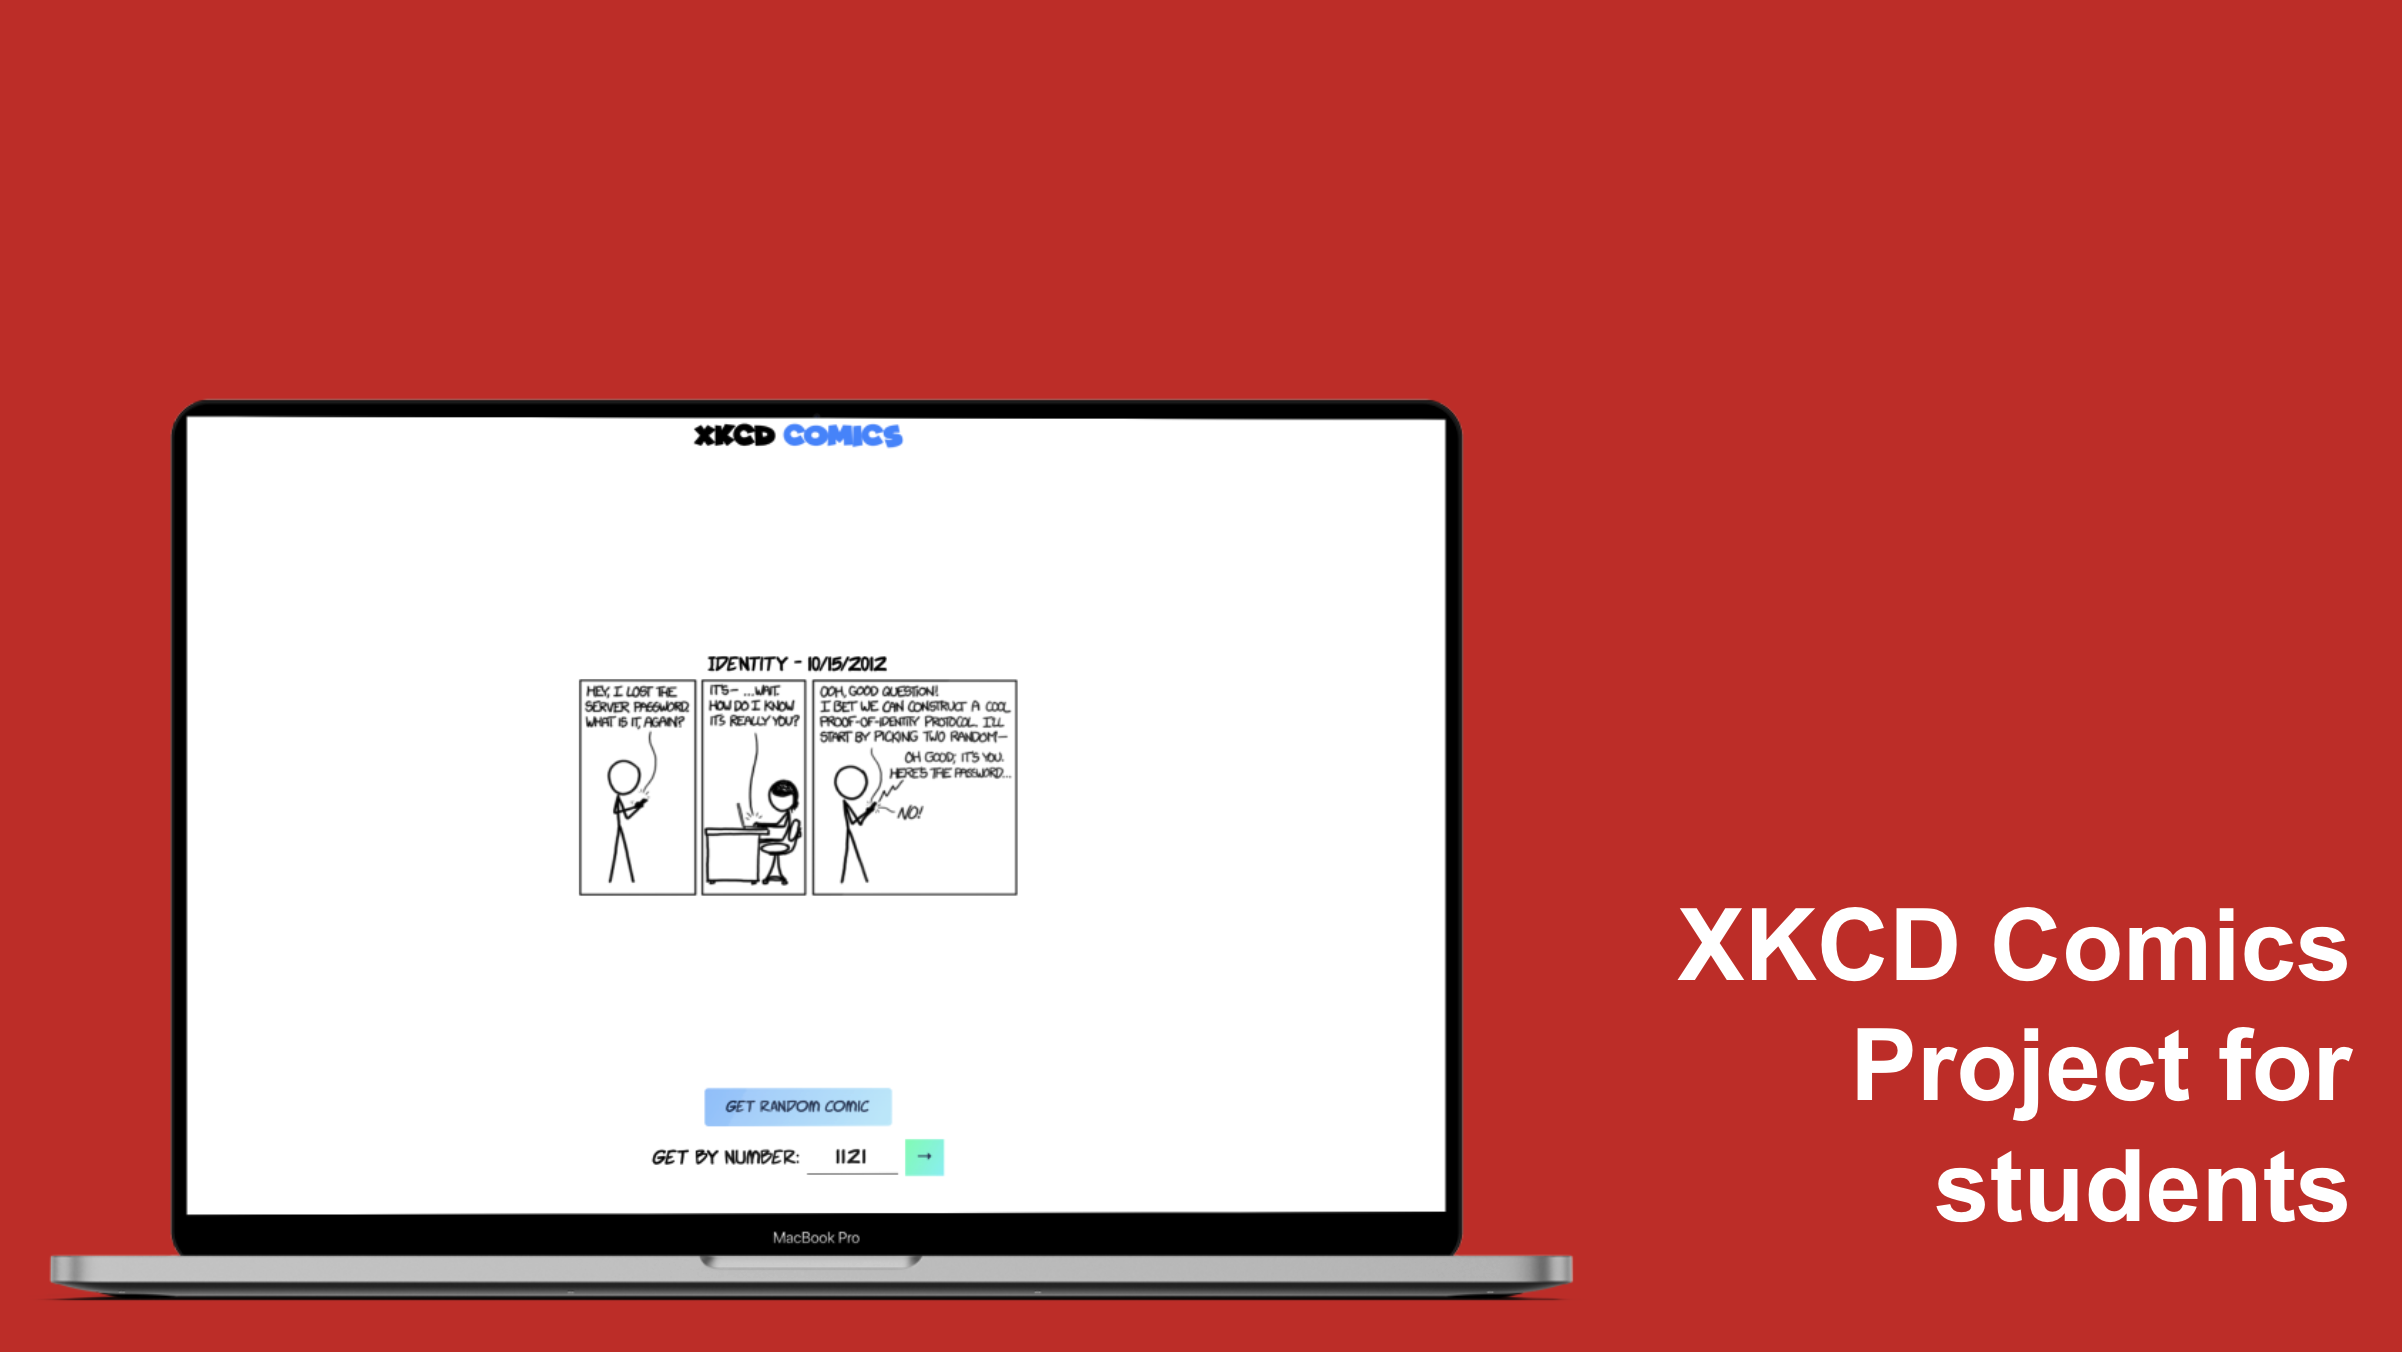 XKCD COMICS
IDENTITY - 10/15/2012
HEY, I LOST THE
SERVER PASSWORD.
WHAT IS IT, AGAIN?
IT'S— ...WAIT.
HOW DO I KNOW
IT'S REALLY YOU?
OOH, GOOD QUESTION!
I BET WE CAN CONSTRUCT A COOL
PROOF-OF-IDENTITY PROTOCOL. I'LL
START BY PICKING TWO RANDOM—
OH GOOD; IT'S YOU.
HERE'S THE PASSWORD...
NO!
GET RANDOM COMIC
GET BY NUMBER: 1121 →
MacBook Pro
XKCD Comics
Project for
students